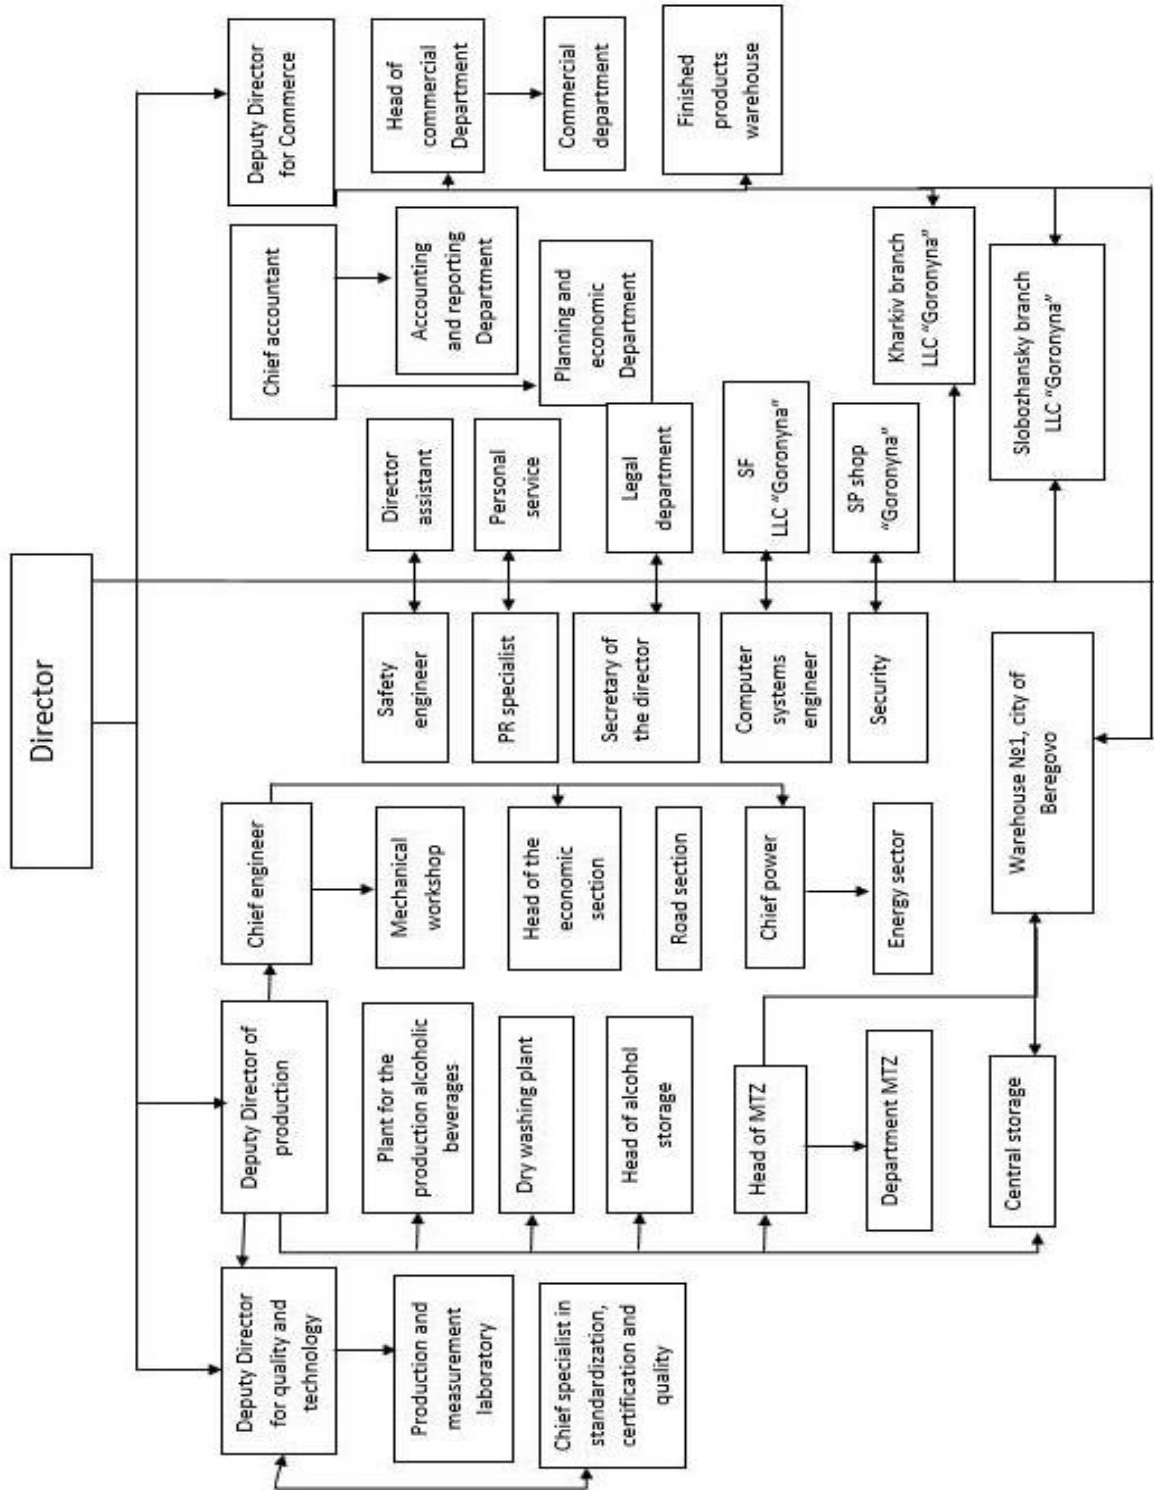 Director
Deputy Director
for quality and
technology
Deputy Director of
production
Chief engineer
Chief accountant
Deputy Director
for Commerce
Production and
measurement
laboratory
Chief specialist in
standardization,
certification and
quality
Plant for the
production alcoholic
beverages
Dry washing plant
Head of alcohol
storage
Head of MTZ
Department MTZ
Central storage
Mechanical
workshop
Head of the
economic
section
Road section
Chief power
Energy sector
Warehouse №1, city of
Beregovo
Safety
engineer
PR specialist
Secretary of
the director
Computer
systems
engineer
Security
Director
assistant
Personal
service
Legal
department
SF
LLC “Goronyna”
SP shop
“Goronyna”
Accounting
and reporting
Department
Planning and
economic
Department
Head of
commercial
Department
Commercial
department
Finished
products
warehouse
Kharkiv branch
LLC “Goronyna”
Slobozhansky branch
LLC “Goronyna”